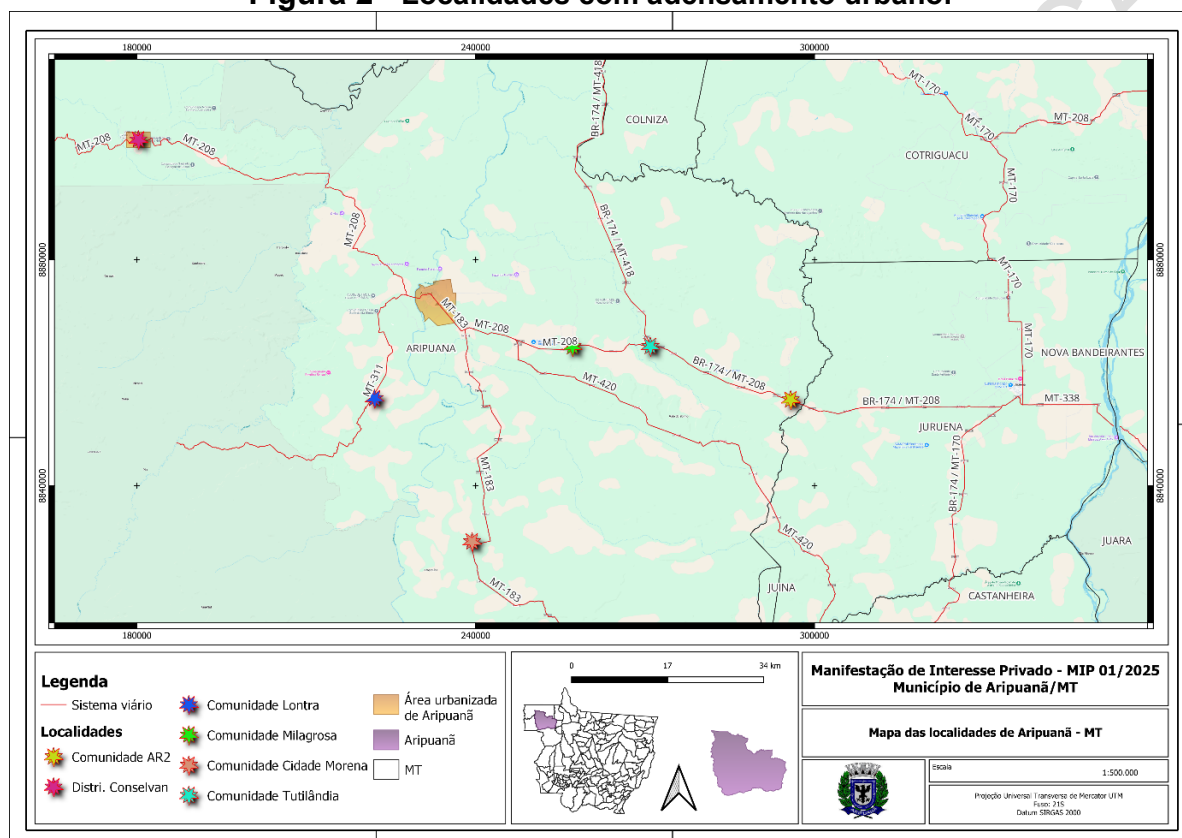 Figura 2 - Localidades com adensamento urbano.
180000
240000
300000
MT-208
MT-208
MT-208
BR-174 / MT-418
COLNIZA
MT-170
MT-170
MT-208
COTRIGUACU
MT-170
BR-174 / MT-418
8880000
8880000
MT-170
MT-183
MT-208
MT-208
ARIPUANA
MT-170
NOVA BANDEIRANTES
MT-311
MT-420
BR-174 / MT-208
BR-174 / MT-208
MT-338
JURUENA
MT-183
BR-174 / MT-170
8840000
8840000
MT-420
MT-183
JUINA
CASTANHEIRA
JUARA
180000
240000
300000
Legenda
Sistema viário
Localidades
Comunidade AR2
Distri. Conselvan
Comunidade Lontra
Comunidade Milagrosa
Comunidade Cidade Morena
Comunidade Tutilândia
Área urbanizada
de Aripuanã
Aripuanã
MT
0 17 34 km
Manifestação de Interesse Privado - MIP 01/2025
Município de Aripuanã/MT
Mapa das localidades de Aripuanã - MT
Escala
1:500.000
Projeção Universal Transversa de Mercator UTM
Fuso: 21S
Datum SIRGAS 2000